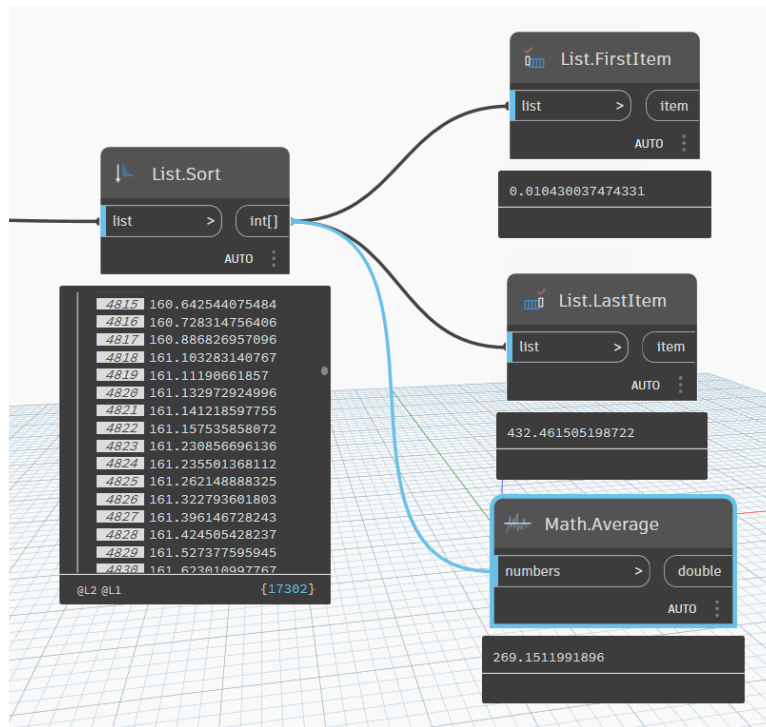 List.FirstItem
list > item
AUTO
0.010430037474331
List.Sort
list > int[]
AUTO
4815 160.642544075484
4816 160.728314756406
4817 160.886826957096
4818 161.103283140767
4819 161.11190661857
4820 161.132972924996
4821 161.141218597755
4822 161.157535858072
4823 161.230856696136
4824 161.235501368112
4825 161.262148888325
4826 161.322793601803
4827 161.396146728243
4828 161.424505428237
4829 161.527377595945
4830 161.623010997767
@L2 @L1 {17302}
List.LastItem
list > item
AUTO
432.461505198722
Math.Average
numbers > double
AUTO
269.1511991896